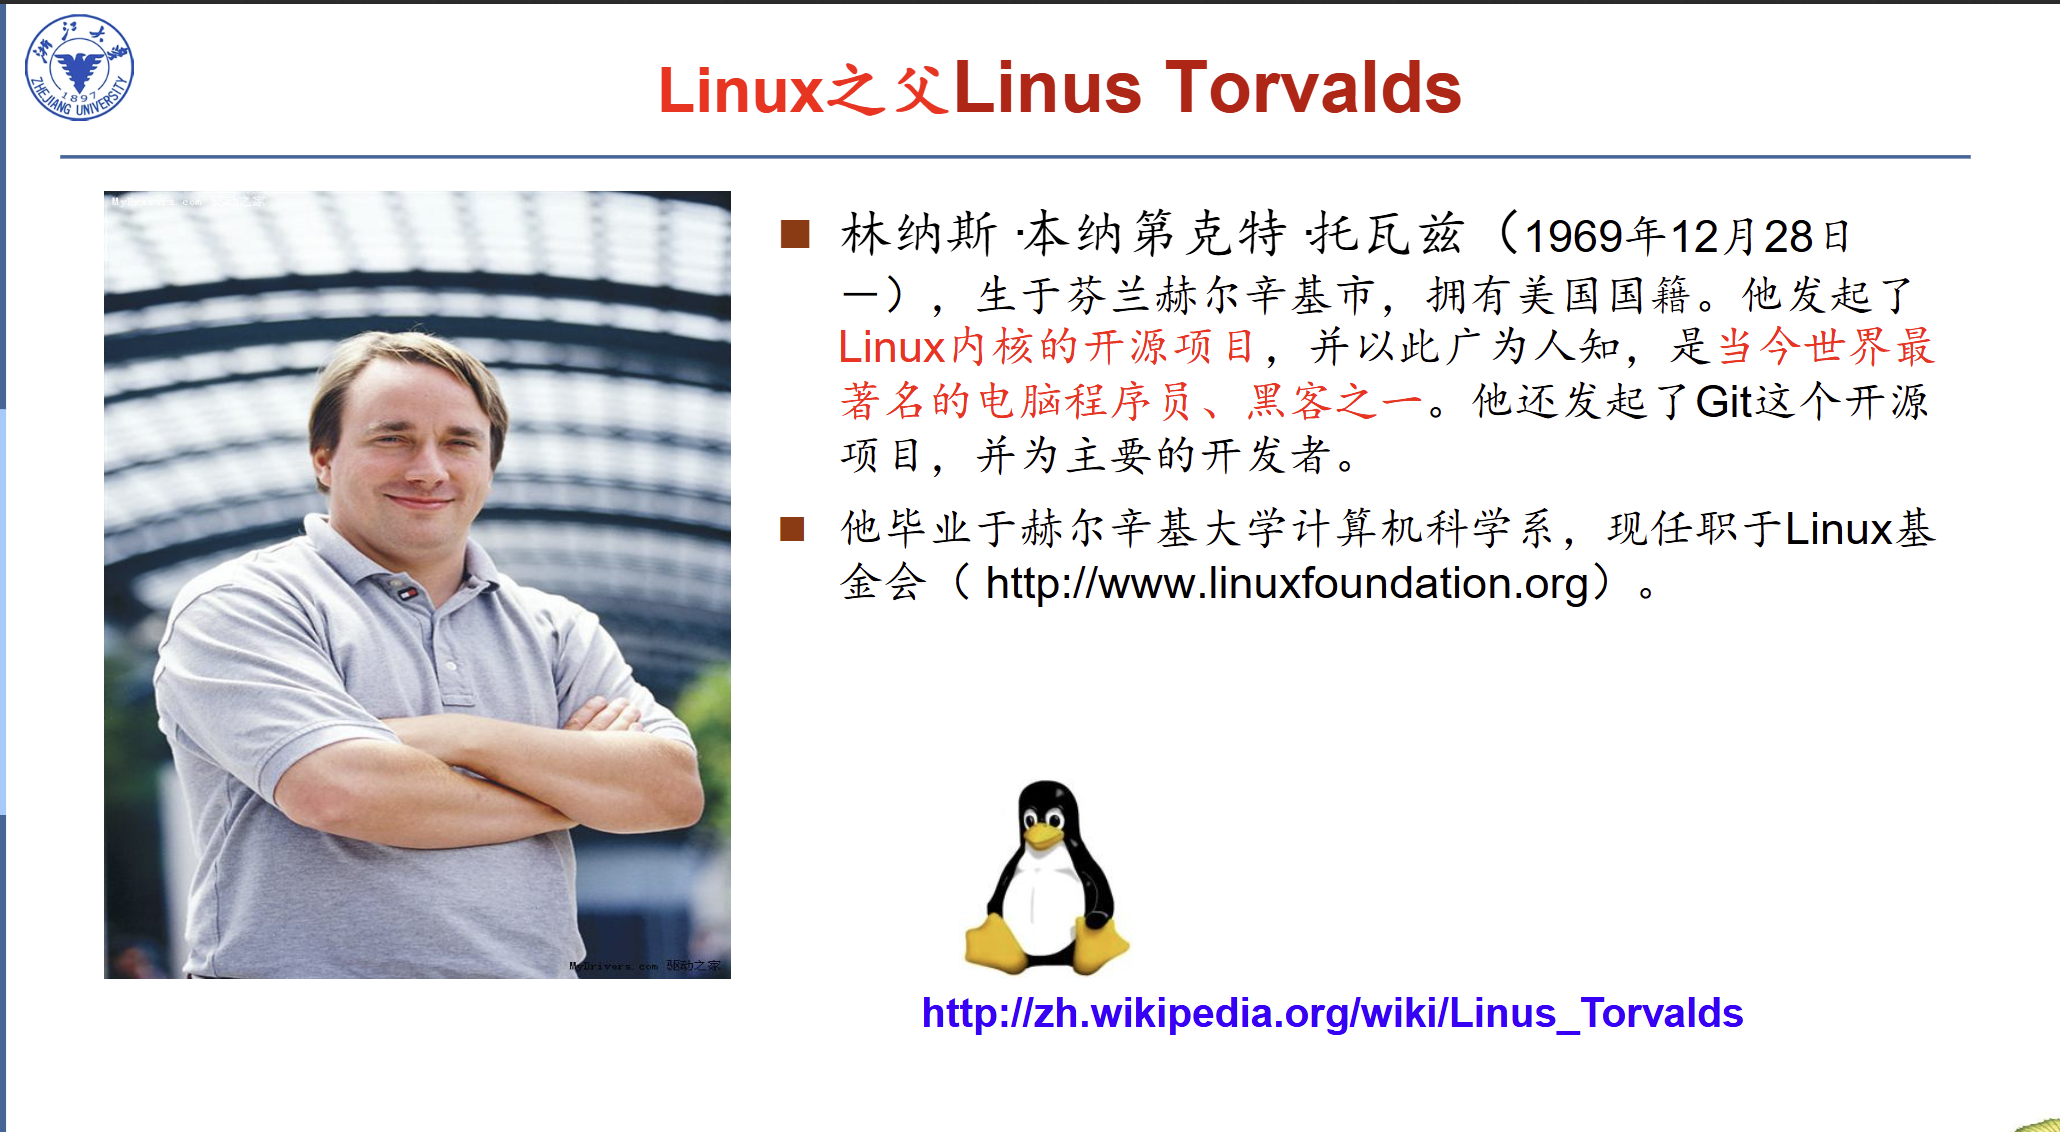 浙江大学
ZHEJIANG UNIVERSITY
1897
Linux之父Linus Torvalds
MyDrivers.com 驱动之家
林纳斯·本纳第克特·托瓦兹（1969年12月28日
－），生于芬兰赫尔辛基市，拥有美国国籍。他发起了
Linux内核的开源项目，并以此广为人知，是当今世界最
著名的电脑程序员、黑客之一。他还发起了Git这个开源
项目，并为主要的开发者。
他毕业于赫尔辛基大学计算机科学系，现任职于Linux基
金会（ http://www.linuxfoundation.org）。
MyDrivers.com 驱动之家
http://zh.wikipedia.org/wiki/Linus_Torvalds